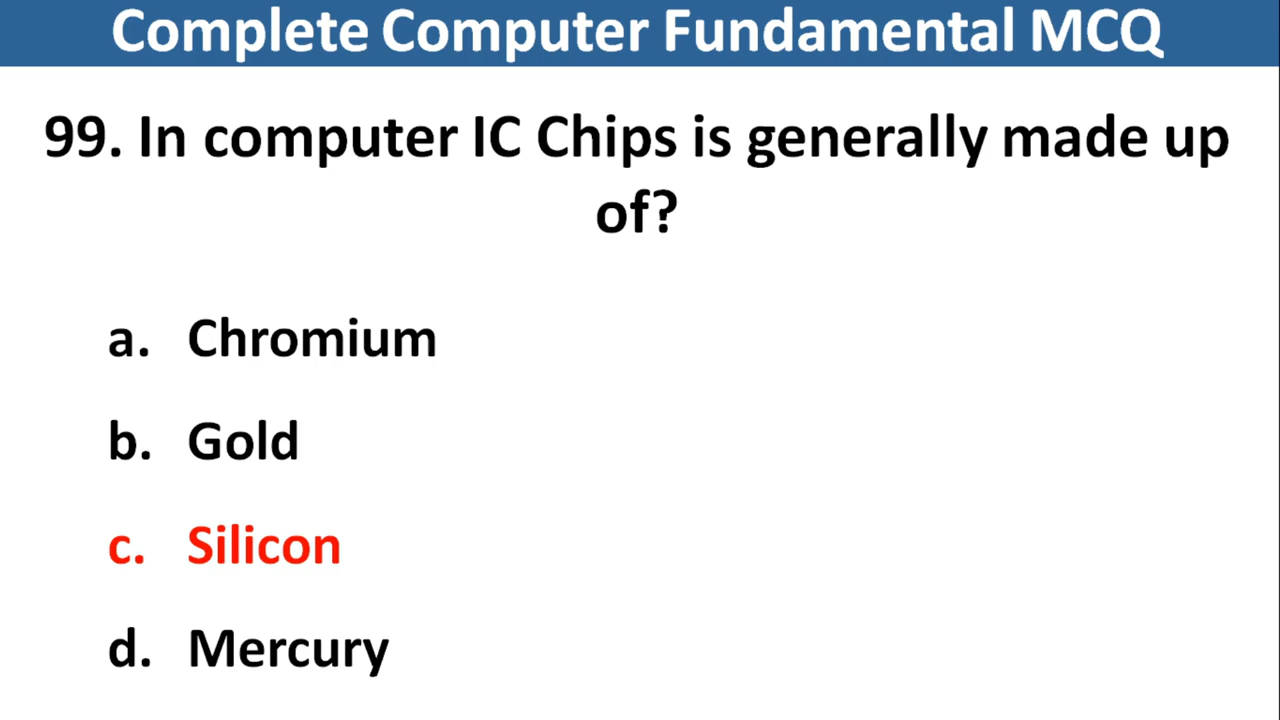 Complete Computer Fundamental MCQ
99. In computer IC Chips is generally made up
of?
a. Chromium
b. Gold
c. Silicon
d. Mercury